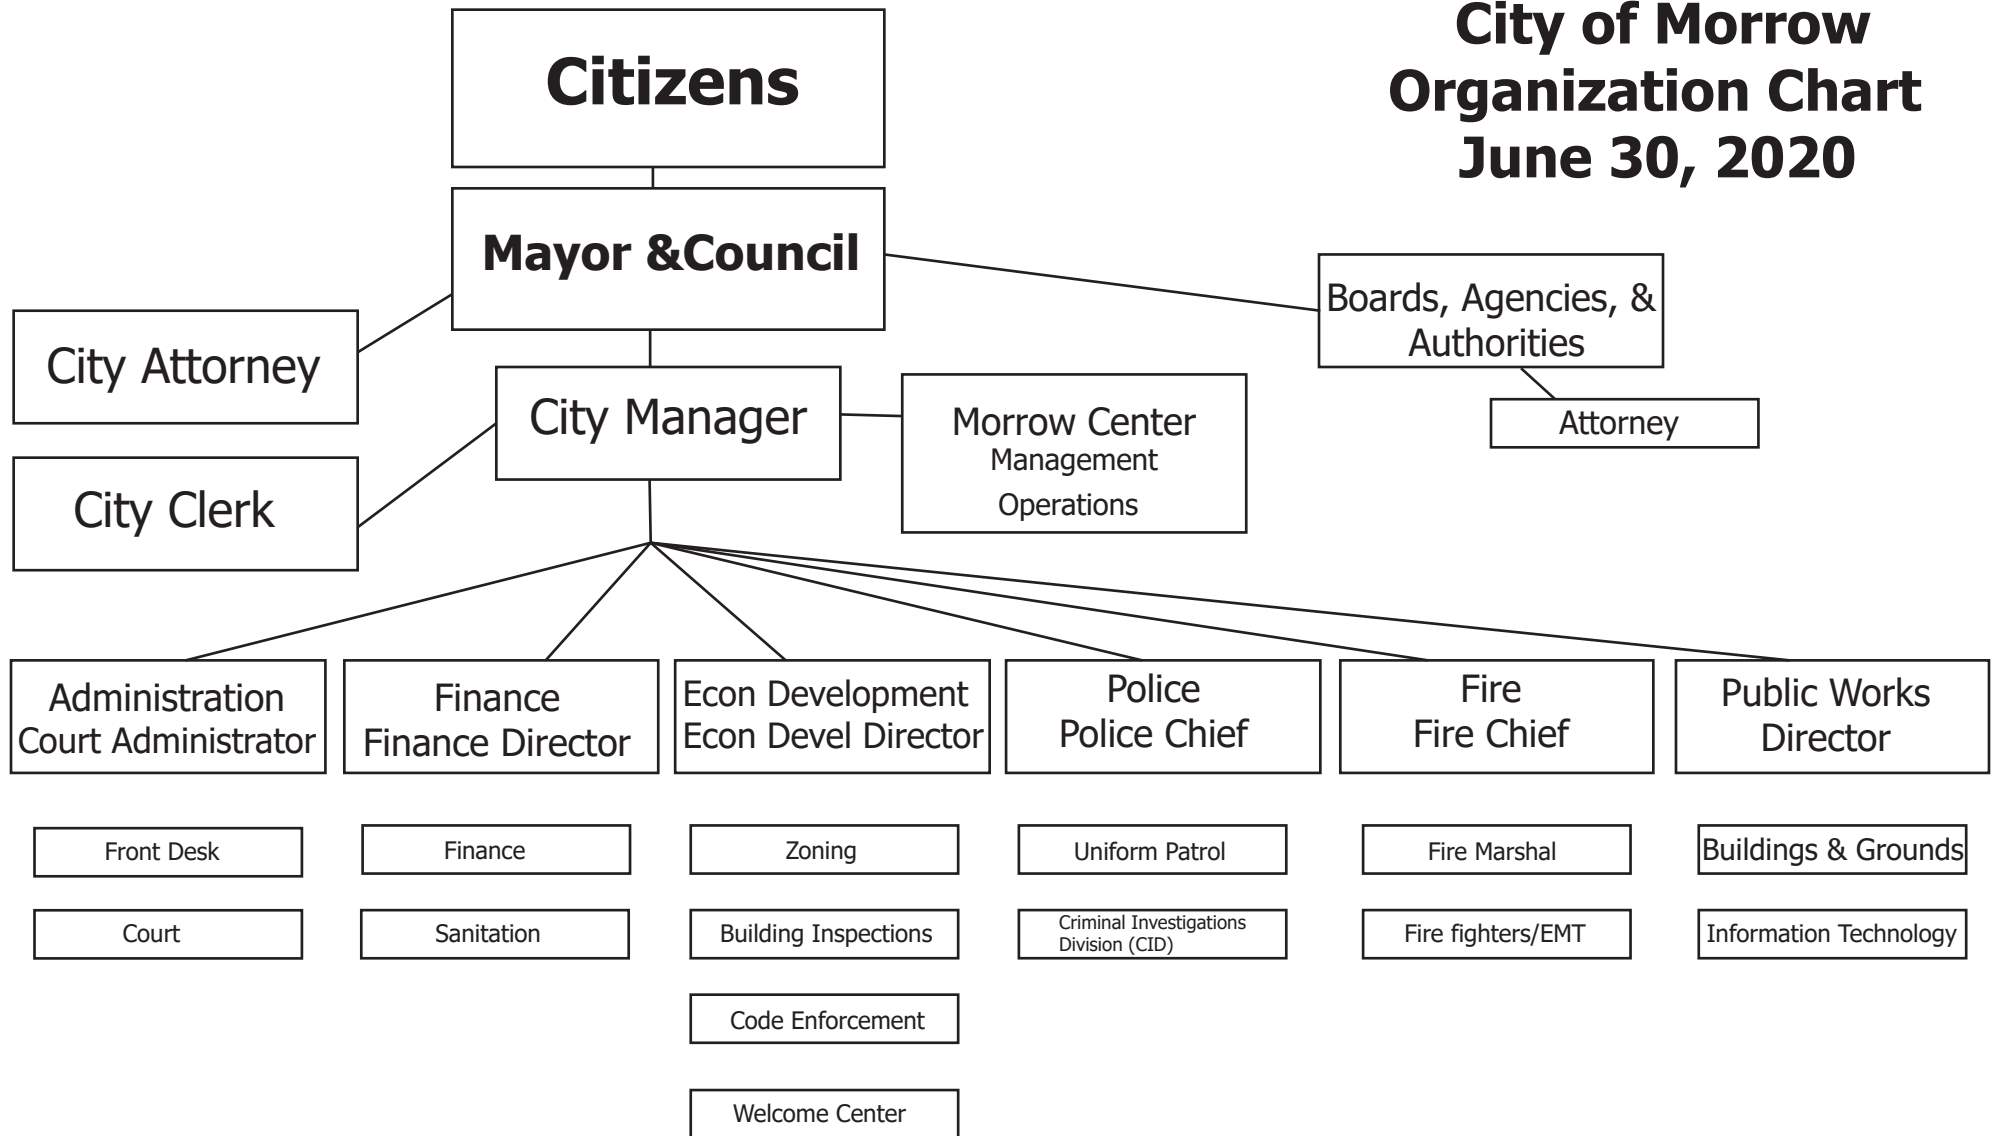 City of Morrow
Organization Chart
June 30, 2020
Citizens
Mayor &Council
Boards, Agencies, &
Authorities
Attorney
City Attorney
City Manager
Morrow Center
Management
Operations
City Clerk
Administration
Court Administrator
Finance
Finance Director
Econ Development
Econ Devel Director
Police
Police Chief
Fire
Fire Chief
Public Works
Director
Front Desk
Finance
Zoning
Uniform Patrol
Fire Marshal
Buildings & Grounds
Court
Sanitation
Building Inspections
Criminal Investigations
Division (CID)
Fire fighters/EMT
Information Technology
Code Enforcement
Welcome Center